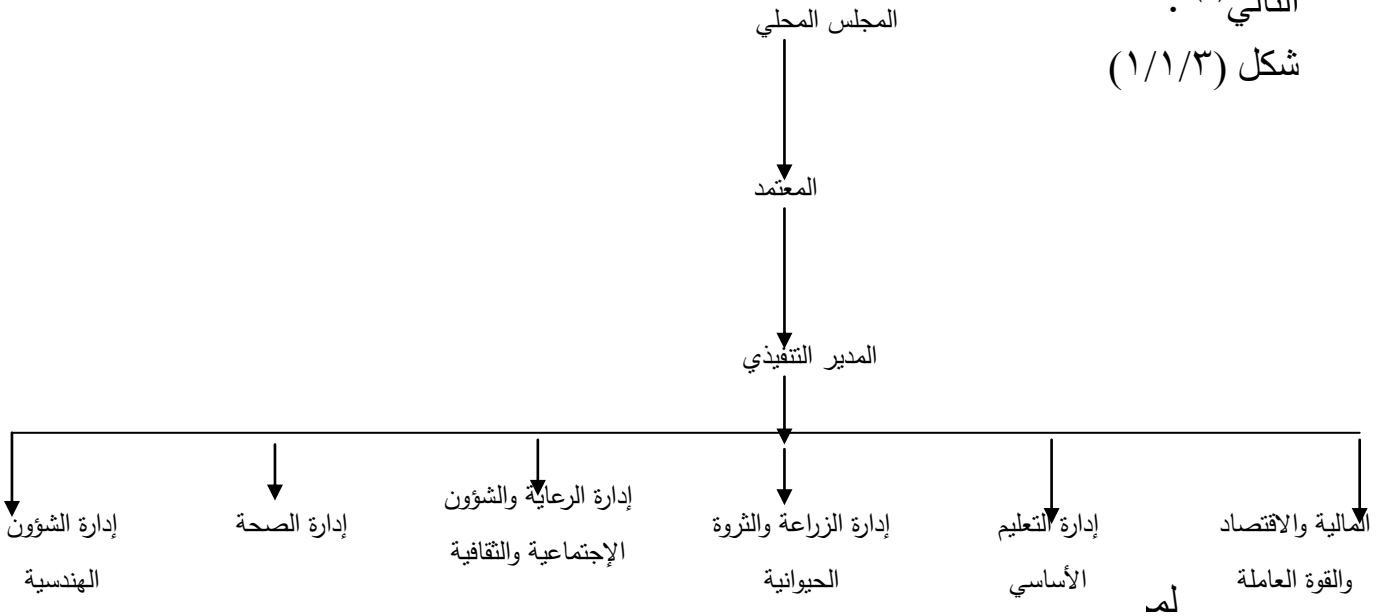 التالي
شكل (٣/١/١)
المجلس المحلي
المعتمد
المدير التنفيذي
المالية والاقتصاد
والقوة العاملة
إدارة التعليم
الأساسي
إدارة الزراعة والثروة
الحيوانية
إدارة الرعاية والشؤون
الإجتماعية والثقافية
إدارة الصحة
إدارة الشؤون
الهندسية